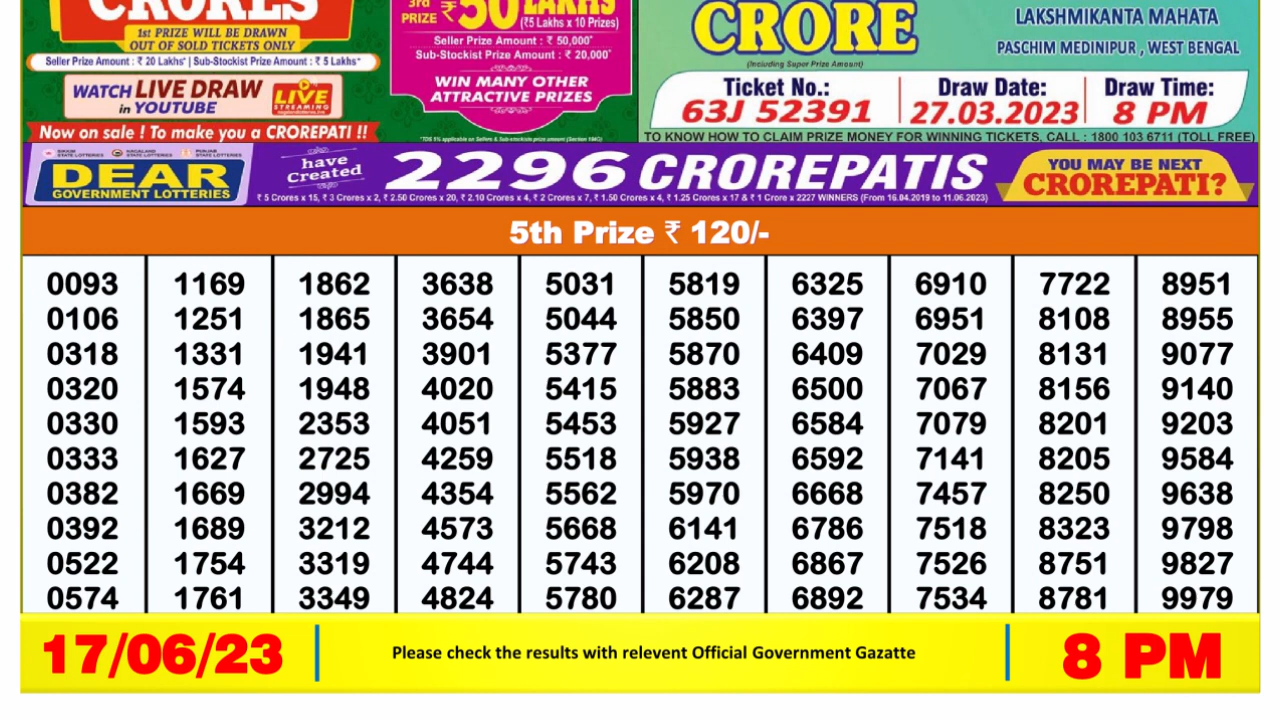 CRORES
1st PRIZE WILL BE DRAWN
OUT OF SOLD TICKETS ONLY
Seller Prize Amount : ₹ 20 Lakhs* | Sub-Stockist Prize Amount : ₹ 5 Lakhs*
WATCH LIVE DRAW
in YOUTUBE
LIVE
STREAMING
Now on sale ! To make you a CROREPATI !!
3rd
PRIZE ₹ 50 LAKHS
(₹5 Lakhs x 10 Prizes)
Seller Prize Amount : ₹ 50,000*
Sub-Stockist Prize Amount : ₹ 20,000*
WIN MANY OTHER
ATTRACTIVE PRIZES
CRORE
(Including Super Prize Amount)
LAKSHMIKANTA MAHATA
PASCHIM MEDINIPUR , WEST BENGAL
Ticket No.:
63J 52391
Draw Date:
27.03.2023
Draw Time:
8 PM
TO KNOW HOW TO CLAIM PRIZE MONEY FOR WINNING TICKETS, CALL : 1800 103 6711 (TOLL FREE)
SIKKIM
STATE LOTTERIES
NAGALAND
STATE LOTTERIES
PUNJAB
STATE LOTTERIES
DEAR
GOVERNMENT LOTTERIES
have
Created
2296 CROREPATIS
₹ 5 Crores x 15, ₹ 3 Crores x 2, ₹ 2.50 Crores x 20, ₹ 2.10 Crores x 4, ₹ 2 Crores x 7, ₹ 1.50 Crores x 4, ₹ 1.25 Crores x 17 & ₹ 1 Crore x 2227 WINNERS (From 16.04.2019 to 11.06.2023)
YOU MAY BE NEXT
CROREPATI?
5th Prize ₹ 120/-
0093 1169 1862 3638 5031 5819 6325 6910 7722 8951
0106 1251 1865 3654 5044 5850 6397 6951 8108 8955
0318 1331 1941 3901 5377 5870 6409 7029 8131 9077
0320 1574 1948 4020 5415 5883 6500 7067 8156 9140
0330 1593 2353 4051 5453 5927 6584 7079 8201 9203
0333 1627 2725 4259 5518 5938 6592 7141 8205 9584
0382 1669 2994 4354 5562 5970 6668 7457 8250 9638
0392 1689 3212 4573 5668 6141 6786 7518 8323 9798
0522 1754 3319 4744 5743 6208 6867 7526 8751 9827
0574 1761 3349 4824 5780 6287 6892 7534 8781 9979
17/06/23
Please check the results with relevent Official Government Gazatte
8 PM